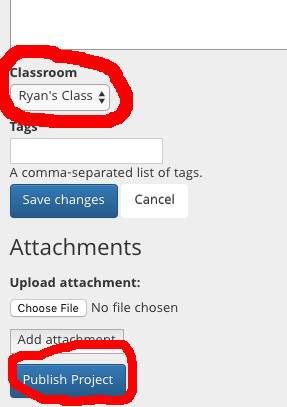 Classroom
Ryan's Class
Tags
A comma-separated list of tags.
Save changes Cancel
Attachments
Upload attachment:
Choose File No file chosen
Add attachment
Publish Project